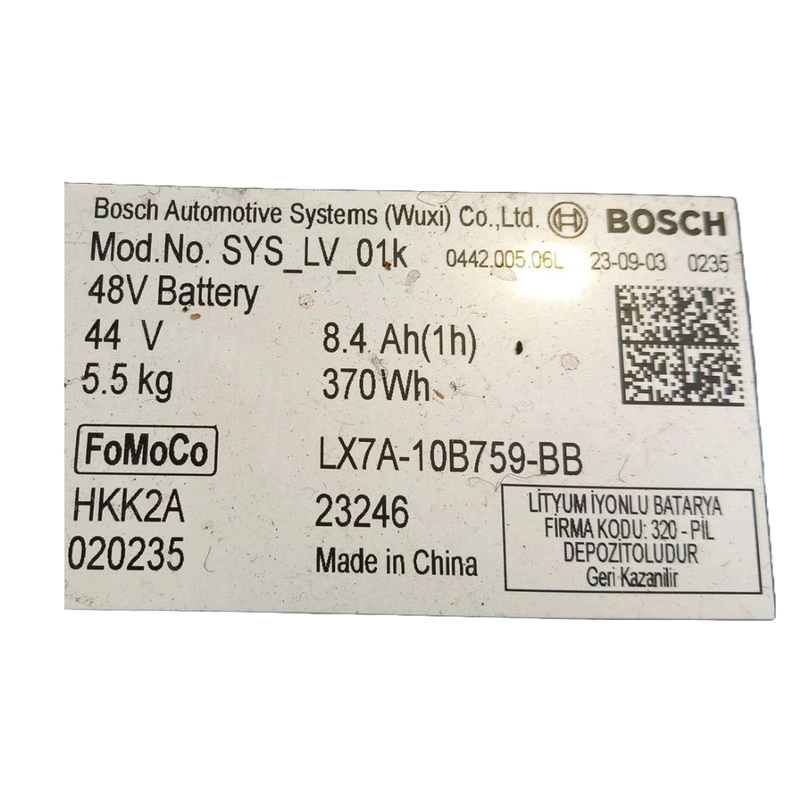 Bosch Automotive Systems (Wuxi) Co.,Ltd. BOSCH
Mod.No. SYS_LV_01k 0442.005.06L 23-09-03 0235
48V Battery
44 V 8.4 Ah(1h)
5.5 kg 370Wh
FoMoCo LX7A-10B759-BB
HKK2A 23246
020235 Made in China
LİTYUM İYONLU BATARYA
FİRMA KODU: 320 - PİL
DEPOZİTOLUDUR
Geri Kazanilir